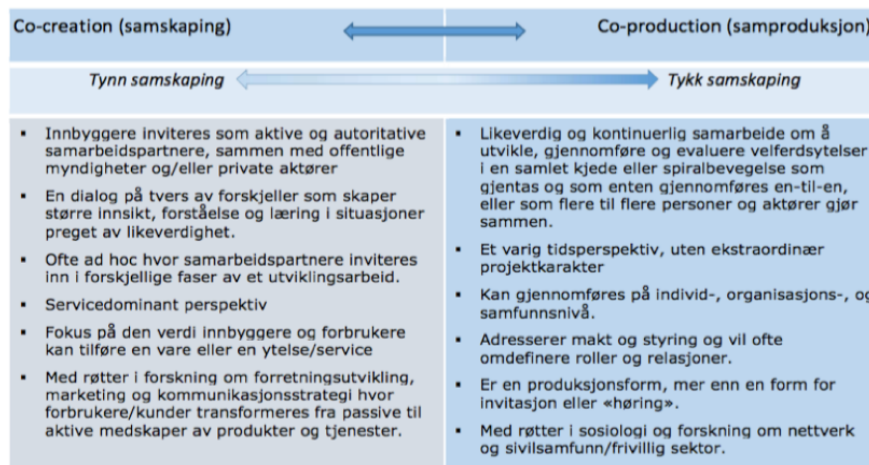 Co-creation (samskaping)
Co-production (samproduksjon)
Tynn samskaping
Tykk samskaping
▪ Innbyggere inviteres som aktive og autoritative
samarbeidspartnere, sammen med offentlige
myndigheter og/eller private aktører
▪ En dialog på tvers av forskjeller som skaper
større innsikt, forståelse og læring i situasjoner
preget av likeverdighet.
▪ Ofte ad hoc hvor samarbeidspartnere inviteres
inn i forskjellige faser av et utviklingsarbeid.
▪ Servicedominant perspektiv
▪ Fokus på den verdi innbyggere og forbrukere
kan tilføre en vare eller en ytelse/service
▪ Med røtter i forskning om forretningsutvikling,
marketing og kommunikasjonsstrategi hvor
forbrukere/kunder transformeres fra passive til
aktive medskaper av produkter og tjenester.
▪ Likeverdig og kontinuerlig samarbeide om å
utvikle, gjennomføre og evaluere velferdsytelser
i en samlet kjede eller spiralbevegelse som
gjentas og som enten gjennomføres en-til-en,
eller som flere til flere personer og aktører gjør
sammen.
▪ Et varig tidsperspektiv, uten ekstraordinær
projektkarakter
▪ Kan gjennomføres på individ-, organisasjons-, og
samfunnsnivå.
▪ Adresserer makt og styring og vil ofte
omdefinere roller og relasjoner.
▪ Er en produksjonsform, mer enn en form for
invitasjon eller «høring».
▪ Med røtter i sosiologi og forskning om nettverk
og sivilsamfunn/frivillig sektor.